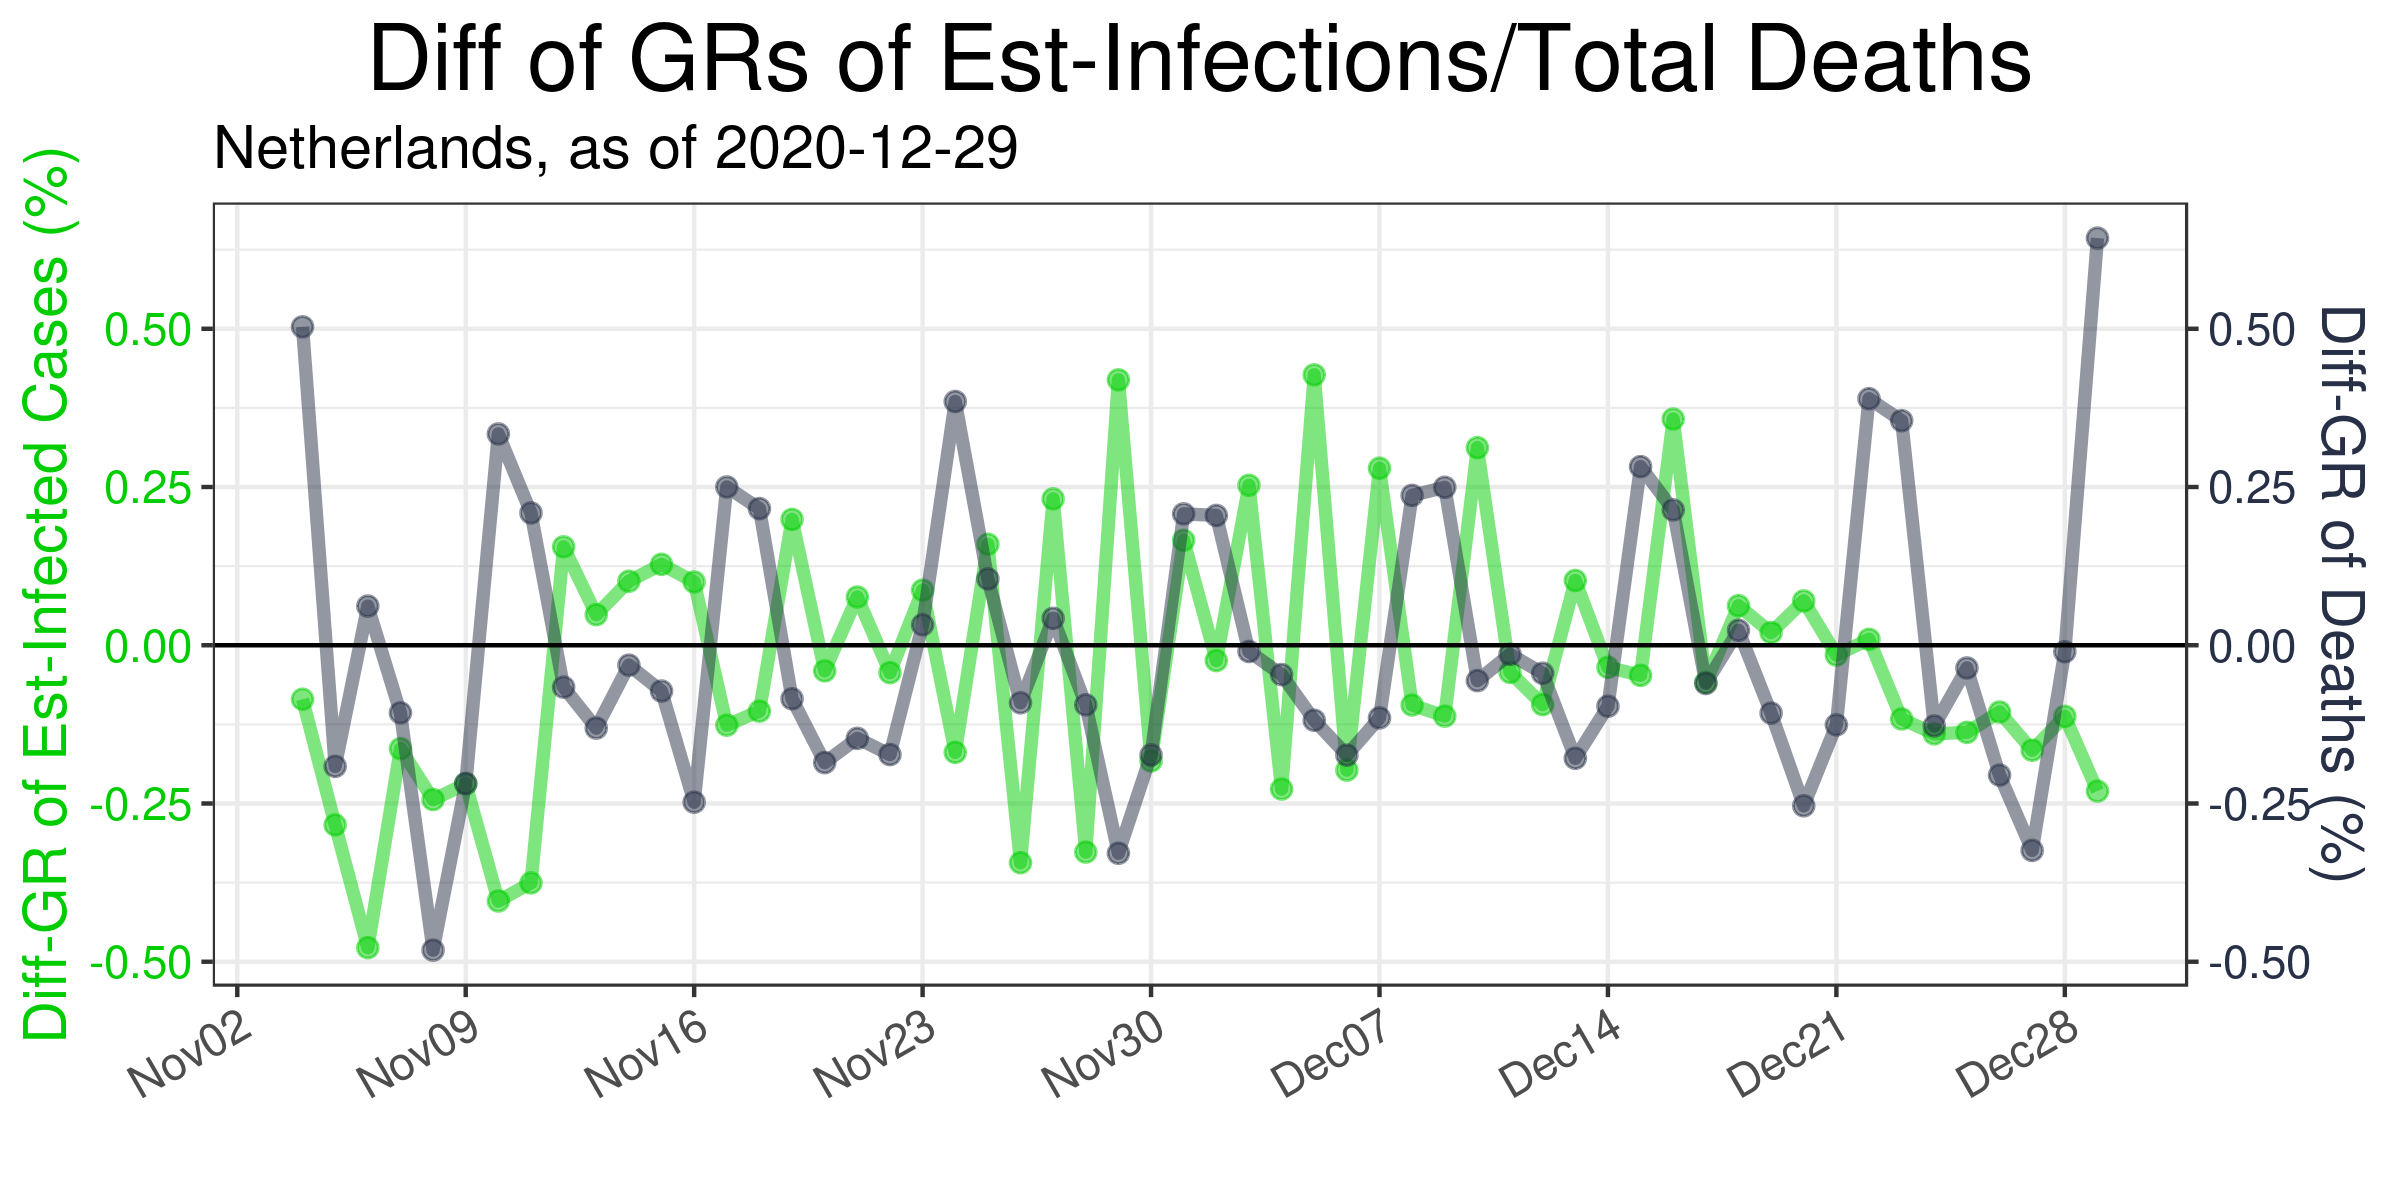 Diff of GRs of Est-Infections/Total Deaths
Netherlands, as of 2020-12-29
Diff-GR of Est-Infected Cases (%)
0.50
0.25
0.00
-0.25
-0.50
0.50
0.25
0.00
-0.25
-0.50
Diff-GR of Deaths (%)
Nov02
Nov09
Nov16
Nov23
Nov30
Dec07
Dec14
Dec21
Dec28